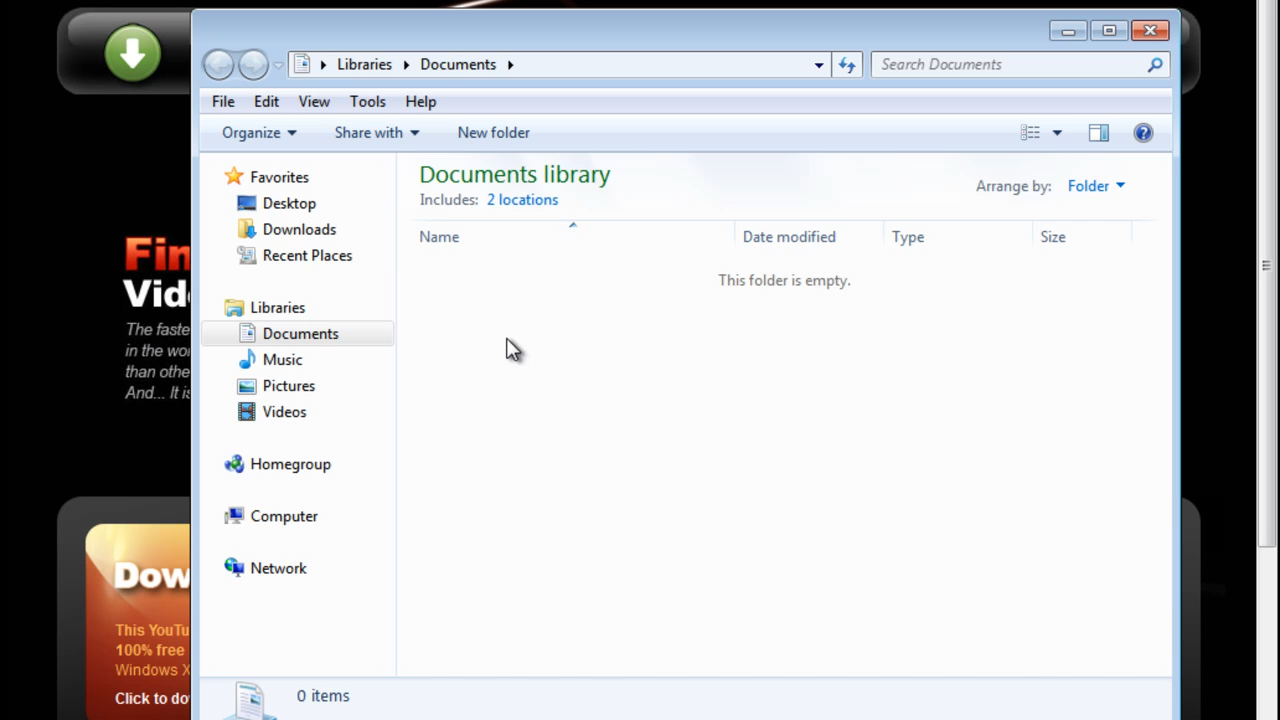 Libraries Documents
Search Documents
File Edit View Tools Help
Organize Share with New folder
Favorites
Desktop
Downloads
Recent Places
Libraries
Documents
Music
Pictures
Videos
Homegroup
Computer
Network
Documents library
Includes: 2 locations
Arrange by: Folder
Name Date modified Type Size
This folder is empty.
0 items
The faste
in the wo
than othe
And... It is
This YouTu
100% free
Windows X
Click to do